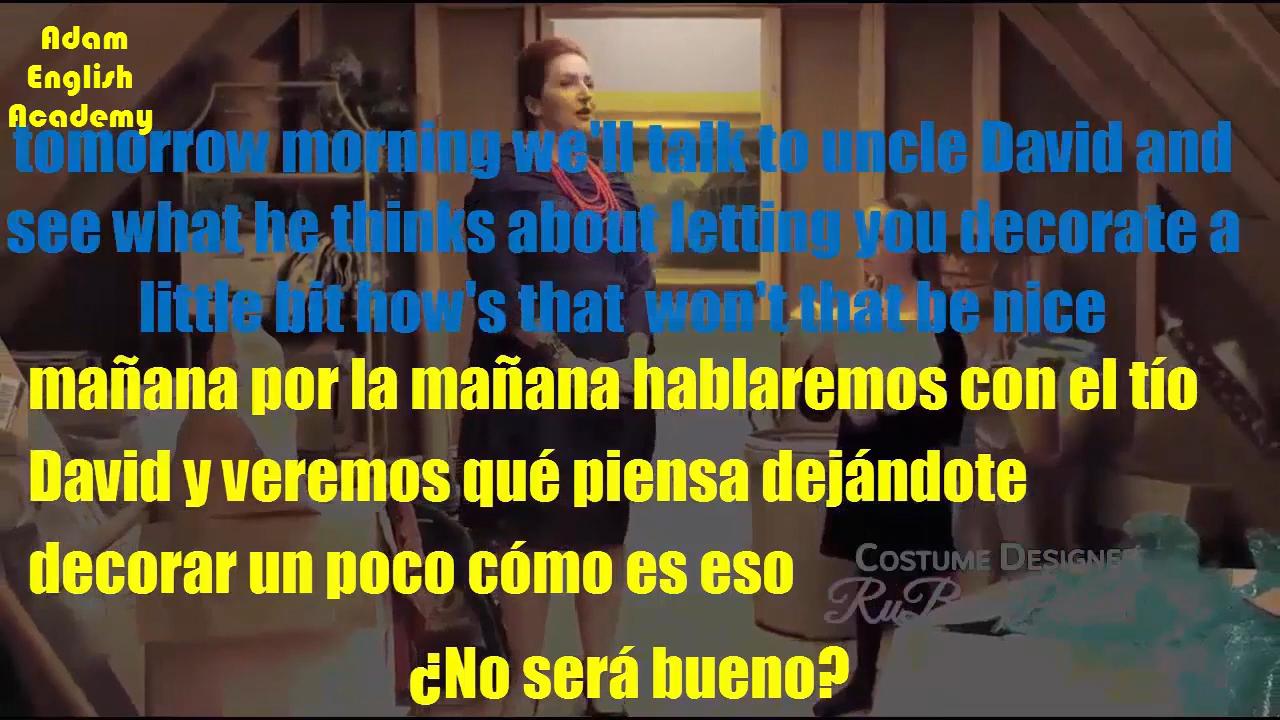 Adam
English
Academy
tomorrow morning we'll talk to uncle David and
see what he thinks about letting you decorate a
little bit how's that won't that be nice
mañana por la mañana hablaremos con el tío
David y veremos qué piensa dejándote
decorar un poco cómo es eso
¿No será bueno?
COSTUME DESIGNER